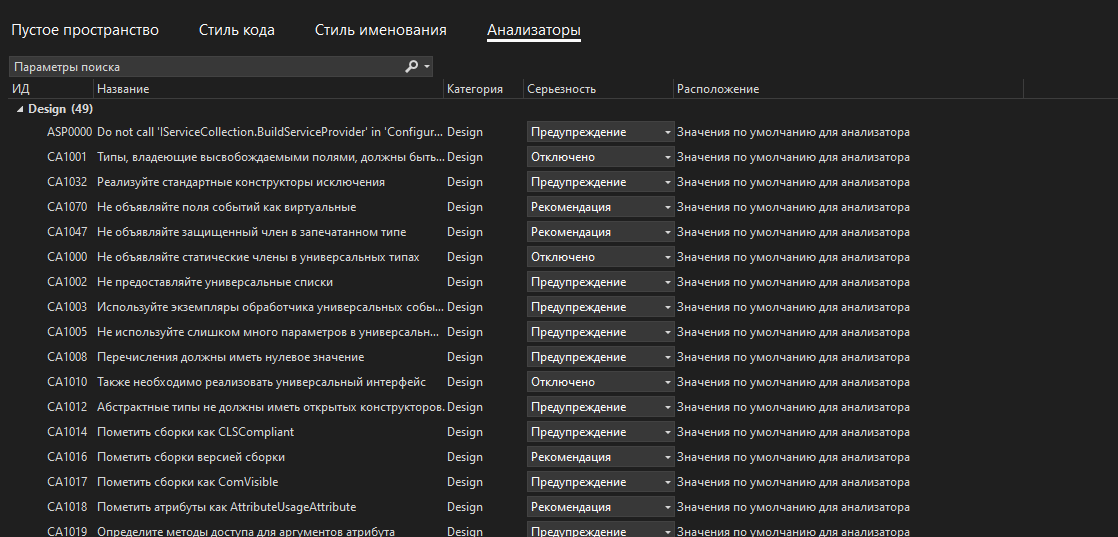 Пустое пространство Стиль кода Стиль именования Анализаторы
Параметры поиска
ИД Название Категория Серьезность Расположение
Design (49)
ASP0000 Do not call 'IServiceCollection.BuildServiceProvider' in 'Configur... Design Предупреждение Значения по умолчанию для анализатора
CA1001 Типы, владеющие высвобождаемыми полями, должны быть... Design Отключено Значения по умолчанию для анализатора
CA1032 Реализуйте стандартные конструкторы исключения Design Предупреждение Значения по умолчанию для анализатора
CA1070 Не объявляйте поля событий как виртуальные Design Рекомендация Значения по умолчанию для анализатора
CA1047 Не объявляйте защищенный член в запечатанном типе Design Рекомендация Значения по умолчанию для анализатора
CA1000 Не объявляйте статические члены в универсальных типах Design Отключено Значения по умолчанию для анализатора
CA1002 Не предоставляйте универсальные списки Design Предупреждение Значения по умолчанию для анализатора
CA1003 Используйте экземпляры обработчика универсальных собы... Design Предупреждение Значения по умолчанию для анализатора
CA1005 Не используйте слишком много параметров в универсальн... Design Предупреждение Значения по умолчанию для анализатора
CA1008 Перечисления должны иметь нулевое значение Design Предупреждение Значения по умолчанию для анализатора
CA1010 Также необходимо реализовать универсальный интерфейс Design Отключено Значения по умолчанию для анализатора
CA1012 Абстрактные типы не должны иметь открытых конструкторов. Design Предупреждение Значения по умолчанию для анализатора
CA1014 Пометить сборки как CLSCompliant Design Предупреждение Значения по умолчанию для анализатора
CA1016 Пометить сборки версией сборки Design Рекомендация Значения по умолчанию для анализатора
CA1017 Пометить сборки как ComVisible Design Предупреждение Значения по умолчанию для анализатора
CA1018 Пометить атрибуты как AttributeUsageAttribute Design Рекомендация Значения по умолчанию для анализатора
CA1019 Определите методы доступа для аргументов атрибута Design Предупреждение Значения по умолчанию для анализатора